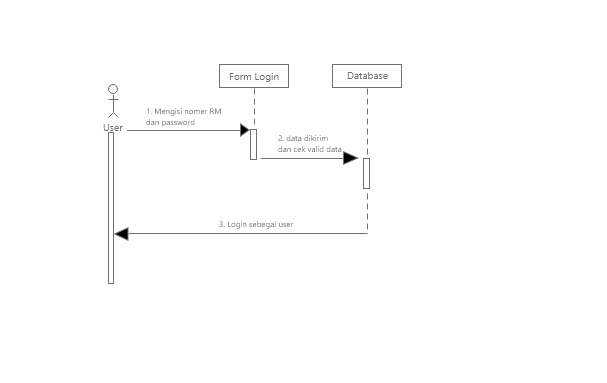 Form Login
Database
1. Mengisi nomer RM
dan password
User
2. data dikirim
dan cek valid data
3. Login sebegai user